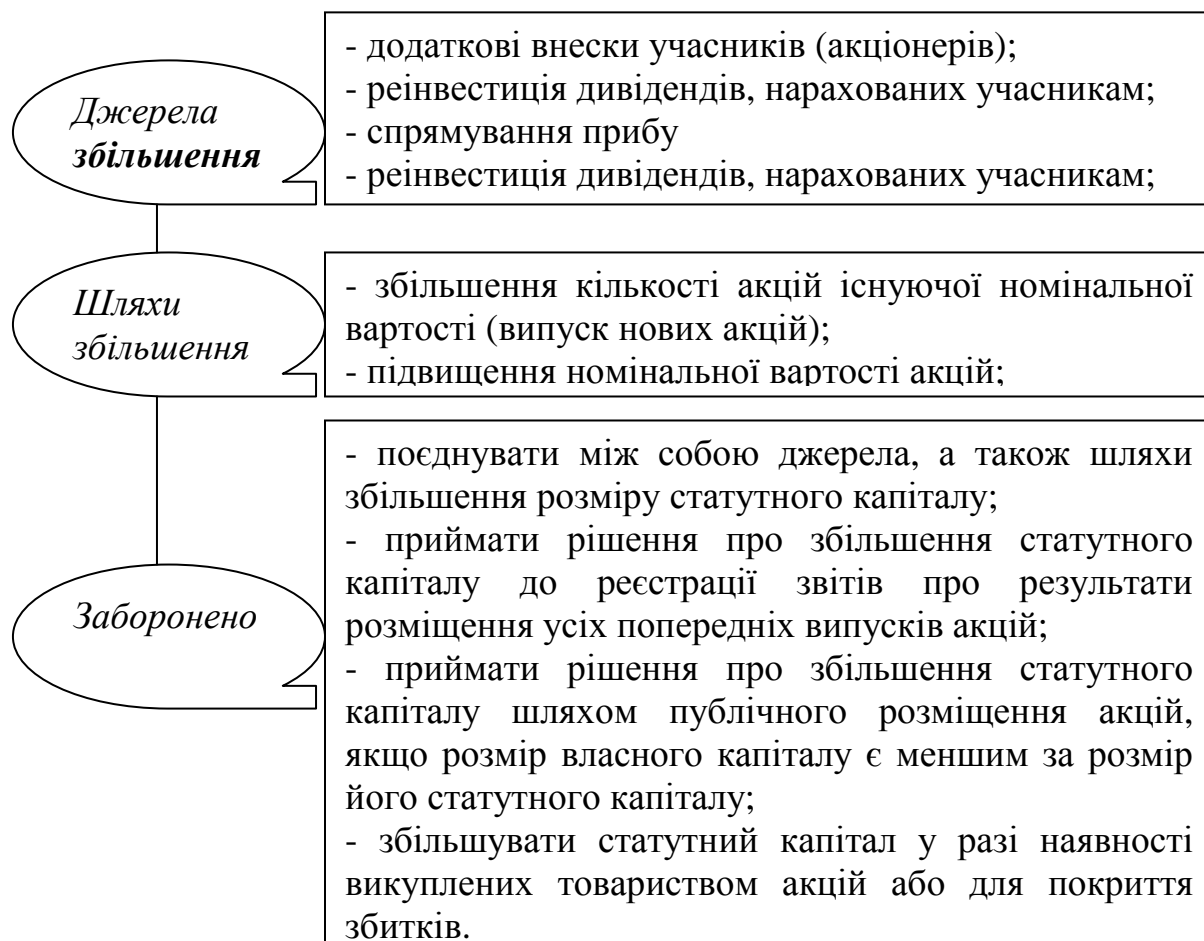 Джерела
збільшення
- додаткові внески учасників (акціонерів);
- реінвестиція дивідендів, нарахованих учасникам;
- спрямування прибу
- реінвестиція дивідендів, нарахованих учасникам;
Шляхи
збільшення
- збільшення кількості акцій існуючої номінальної
вартості (випуск нових акцій);
- підвищення номінальної вартості акцій;
Заборонено
- поєднувати між собою джерела, а також шляхи
збільшення розміру статутного капіталу;
- приймати рішення про збільшення статутного
капіталу до реєстрації звітів про результати
розміщення усіх попередніх випусків акцій;
- приймати рішення про збільшення статутного
капіталу шляхом публічного розміщення акцій,
якщо розмір власного капіталу є меншим за розмір
його статутного капіталу;
- збільшувати статутний капітал у разі наявності
викуплених товариством акцій або для покриття
збитків.